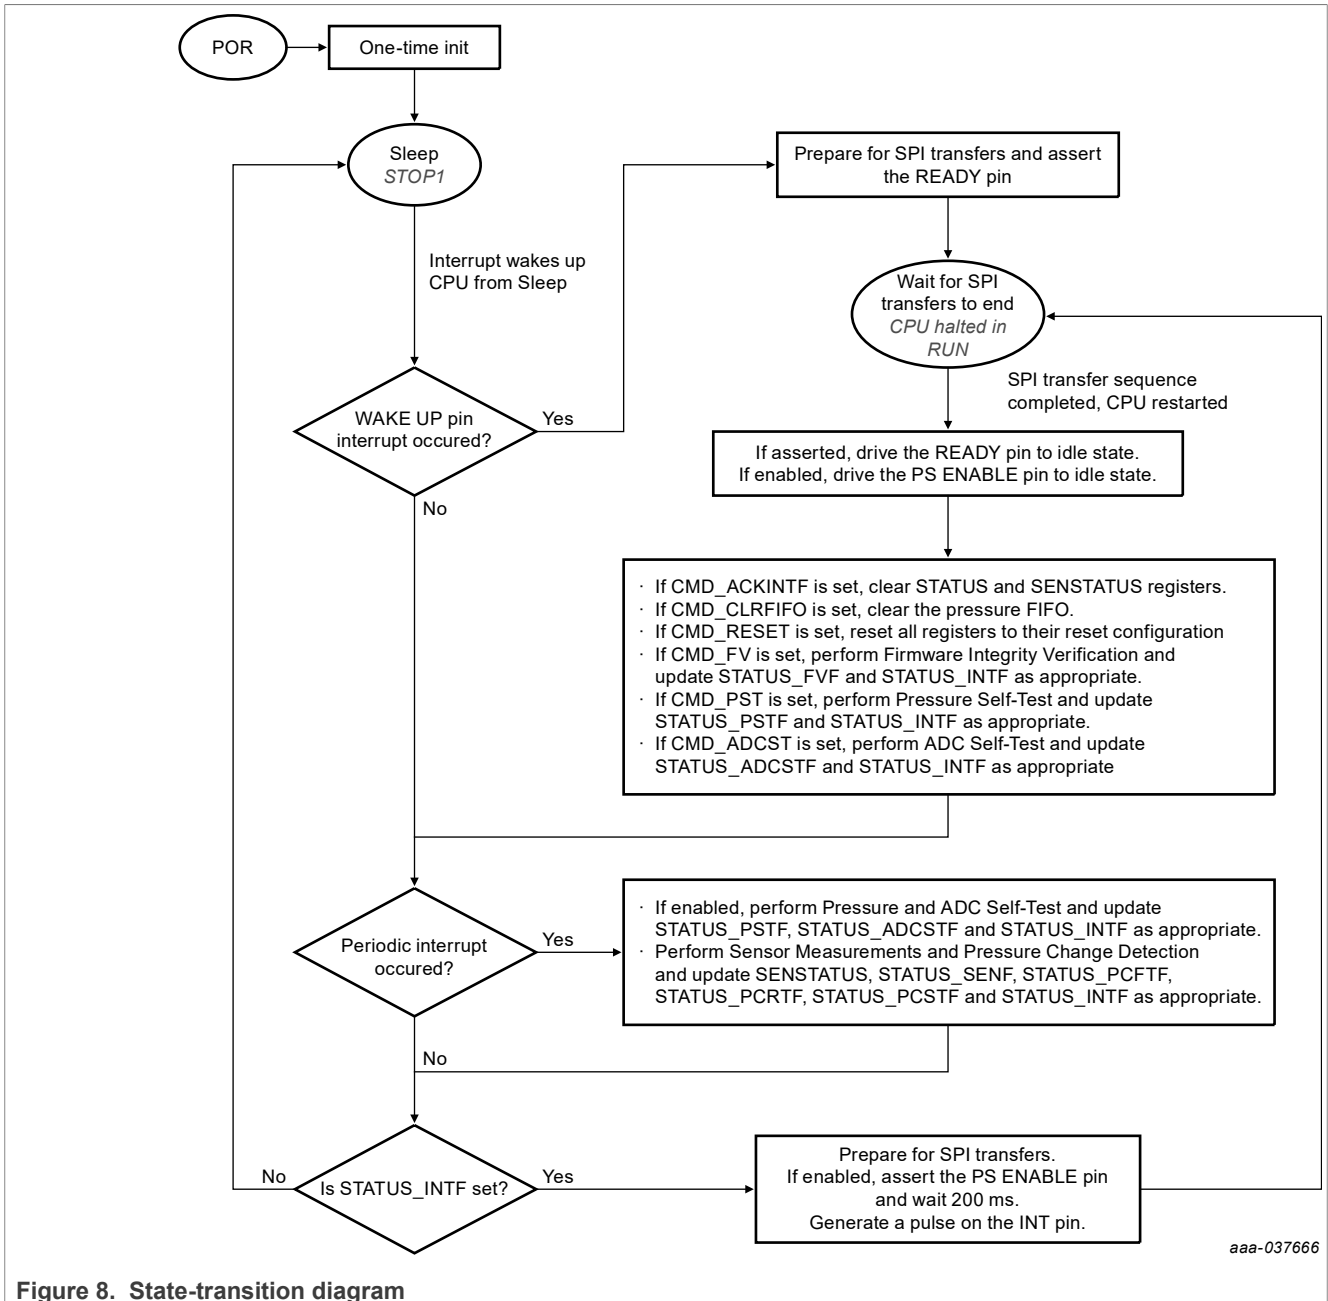 POR
One-time init
Sleep
STOP1
Prepare for SPI transfers and assert
the READY pin
Interrupt wakes up
CPU from Sleep
Wait for SPI
transfers to end
CPU halted in
RUN
SPI transfer sequence
completed, CPU restarted
WAKE UP pin
interrupt occured?
Yes
No
If asserted, drive the READY pin to idle state.
If enabled, drive the PS ENABLE pin to idle state.
· If CMD_ACKINTF is set, clear STATUS and SENSTATUS registers.
· If CMD_CLRFIFO is set, clear the pressure FIFO.
· If CMD_RESET is set, reset all registers to their reset configuration
· If CMD_FV is set, perform Firmware Integrity Verification and
update STATUS_FVF and STATUS_INTF as appropriate.
· If CMD_PST is set, perform Pressure Self-Test and update
STATUS_PSTF and STATUS_INTF as appropriate.
· If CMD_ADCST is set, perform ADC Self-Test and update
STATUS_ADCSTF and STATUS_INTF as appropriate
Periodic interrupt
occured?
Yes
No
· If enabled, perform Pressure and ADC Self-Test and update
STATUS_PSTF, STATUS_ADCSTF and STATUS_INTF as appropriate.
· Perform Sensor Measurements and Pressure Change Detection
and update SENSTATUS, STATUS_SENF, STATUS_PCFTF,
STATUS_PCRTF, STATUS_PCSTF and STATUS_INTF as appropriate.
No
Is STATUS_INTF set?
Yes
Prepare for SPI transfers.
If enabled, assert the PS ENABLE pin
and wait 200 ms.
Generate a pulse on the INT pin.
aaa-037666
Figure 8. State-transition diagram